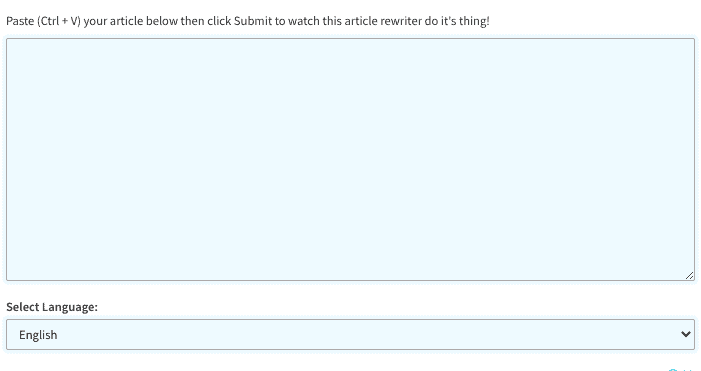 Paste (Ctrl + V) your article below then click Submit to watch this article rewriter do it's thing!
Select Language:
English